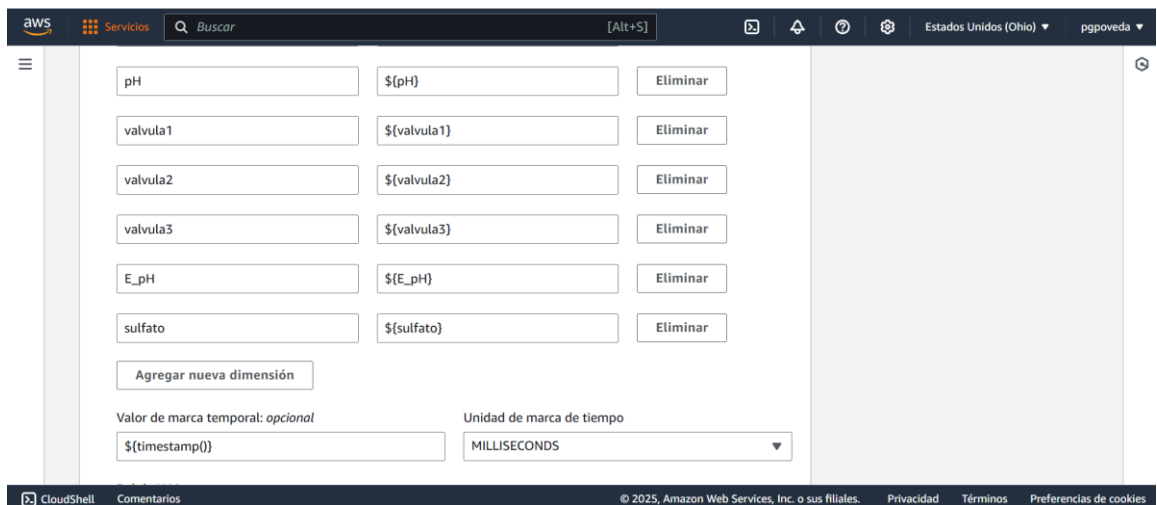 aws Servicios Buscar [Alt+S] Estados Unidos (Ohio) pgpoveda
pH ${pH} Eliminar
valvula1 ${valvula1} Eliminar
valvula2 ${valvula2} Eliminar
valvula3 ${valvula3} Eliminar
E_pH ${E_pH} Eliminar
sulfato ${sulfato} Eliminar
Agregar nueva dimensión
Valor de marca temporal: opcional Unidad de marca de tiempo
${timestamp()} MILLISECONDS
CloudShell Comentarios © 2025, Amazon Web Services, Inc. o sus filiales. Privacidad Términos Preferencias de cookies